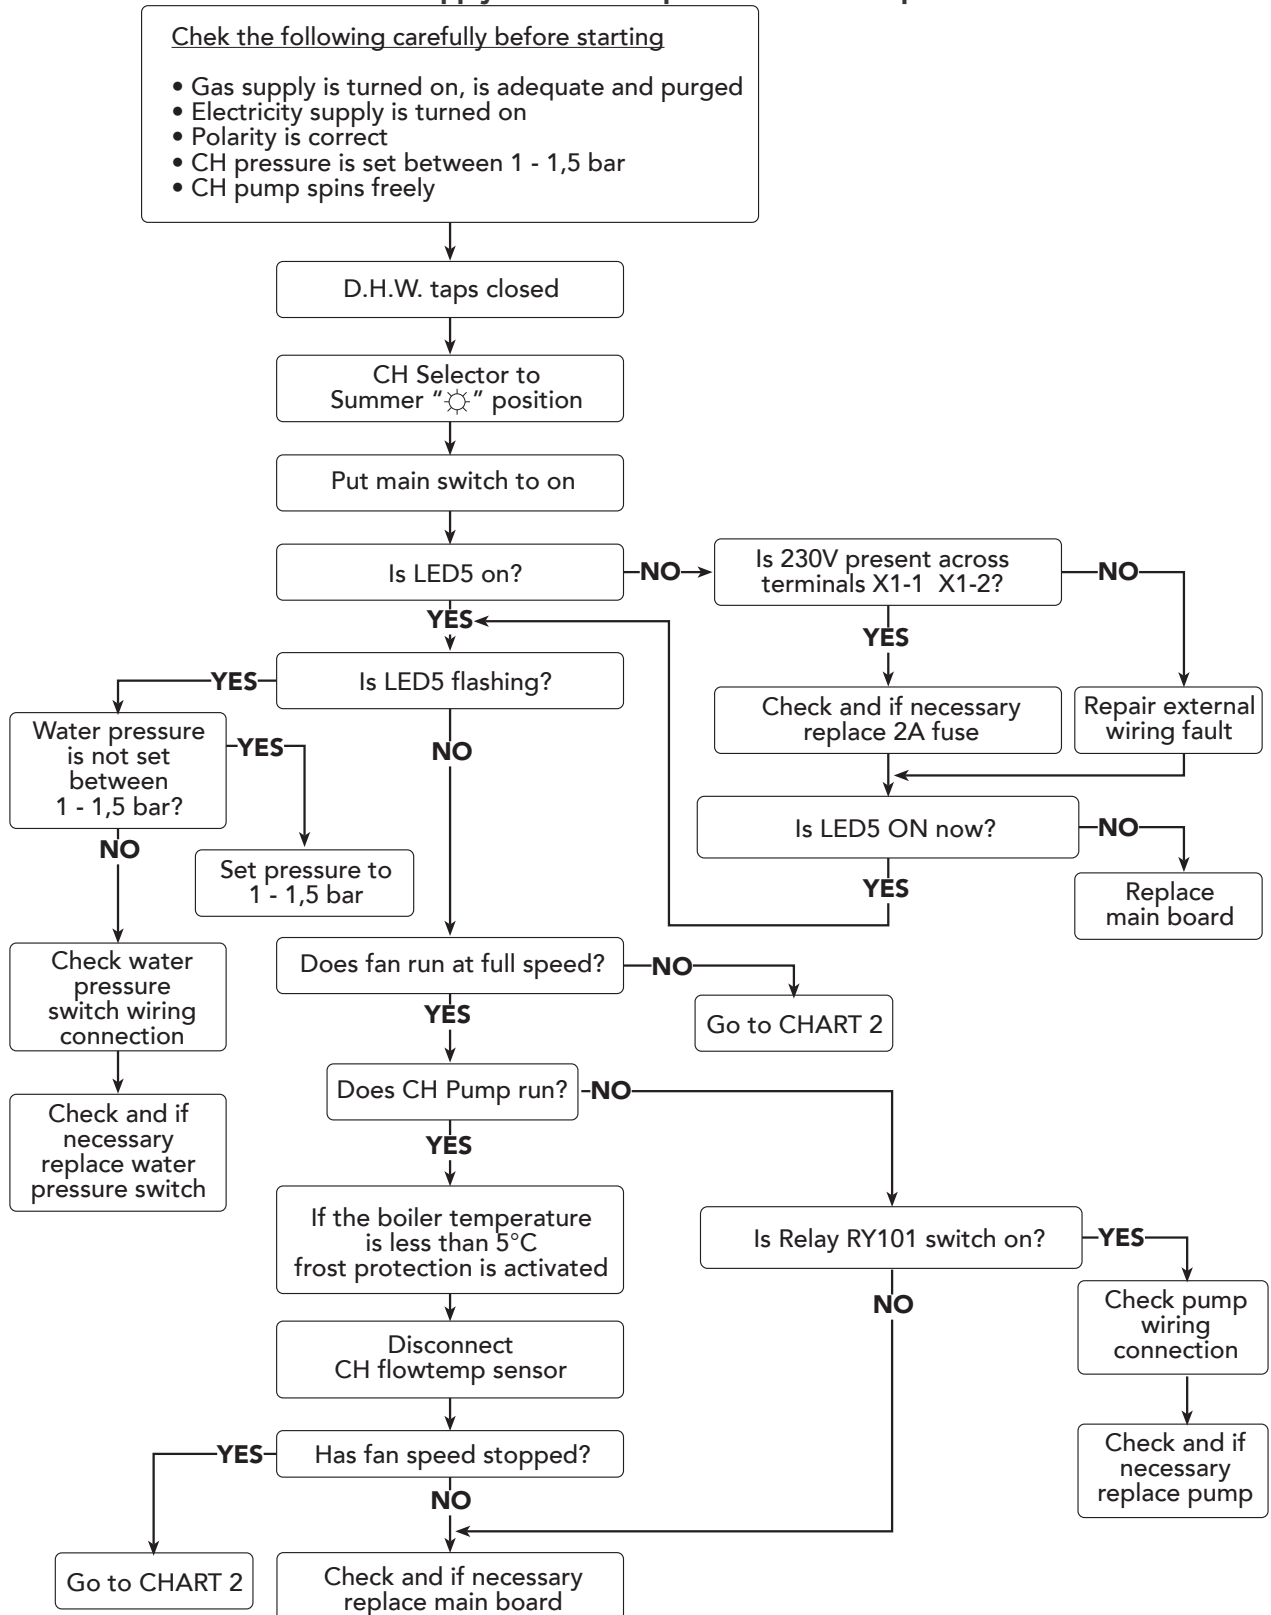 Chek the following carefully before starting
• Gas supply is turned on, is adequate and purged
• Electricity supply is turned on
• Polarity is correct
• CH pressure is set between 1 - 1,5 bar
• CH pump spins freely
D.H.W. taps closed
CH Selector to
Summer “☼” position
Put main switch to on
Is LED5 on?
NO
Is 230V present across
terminals X1-1 X1-2?
NO
YES
YES
Is LED5 flashing?
YES
Check and if necessary
replace 2A fuse
Repair external
wiring fault
Water pressure
is not set
between
1 - 1,5 bar?
YES
NO
NO
Set pressure to
1 - 1,5 bar
Is LED5 ON now?
NO
YES
Replace
main board
Check water
pressure
switch wiring
connection
Does fan run at full speed?
NO
YES
Go to CHART 2
Does CH Pump run?
NO
YES
Check and if
necessary
replace water
pressure switch
If the boiler temperature
is less than 5°C
frost protection is activated
Is Relay RY101 switch on?
YES
NO
Check pump
wiring
connection
Disconnect
CH flowtemp sensor
Has fan speed stopped?
YES
NO
Check and if
necessary
replace pump
Go to CHART 2
Check and if necessary
replace main board